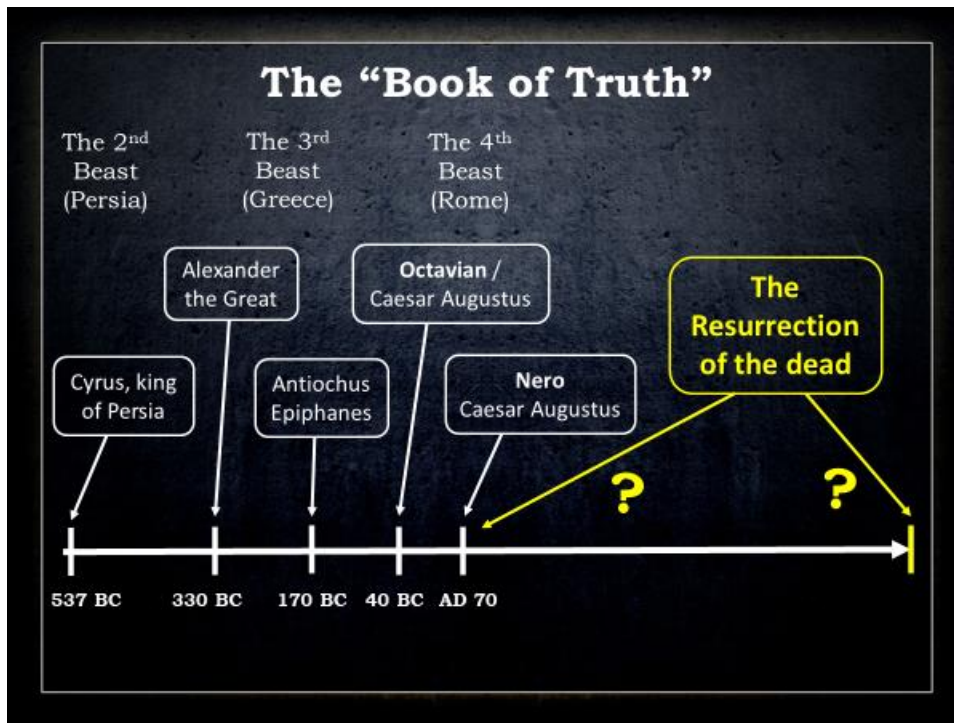 The “Book of Truth”
The 2nd
Beast
(Persia)
The 3rd
Beast
(Greece)
The 4th
Beast
(Rome)
Alexander
the Great
Octavian /
Caesar Augustus
The
Resurrection
of the dead
Cyrus, king
of Persia
Antiochus
Epiphanes
Nero
Caesar Augustus
?
?
537 BC
330 BC
170 BC
40 BC
AD 70